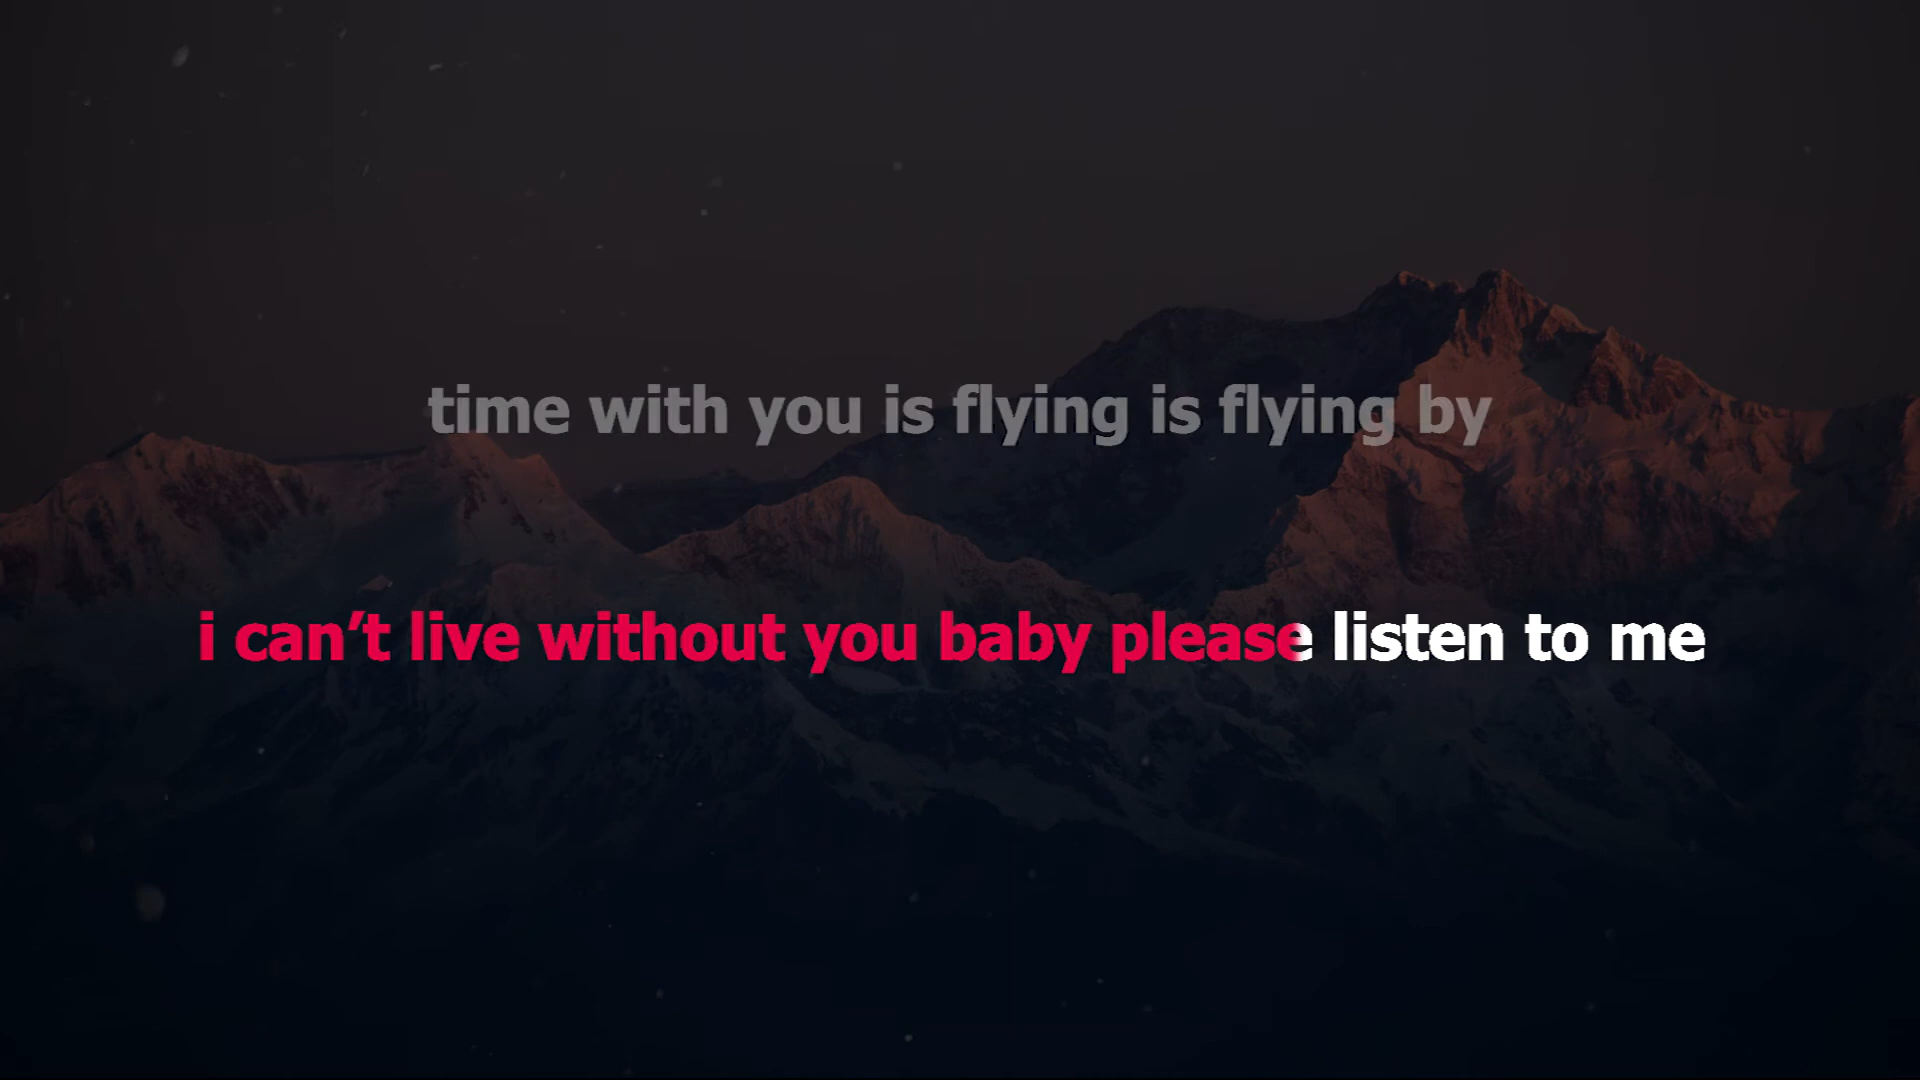 time with you is flying is flying by
i can’t live without you baby please listen to me